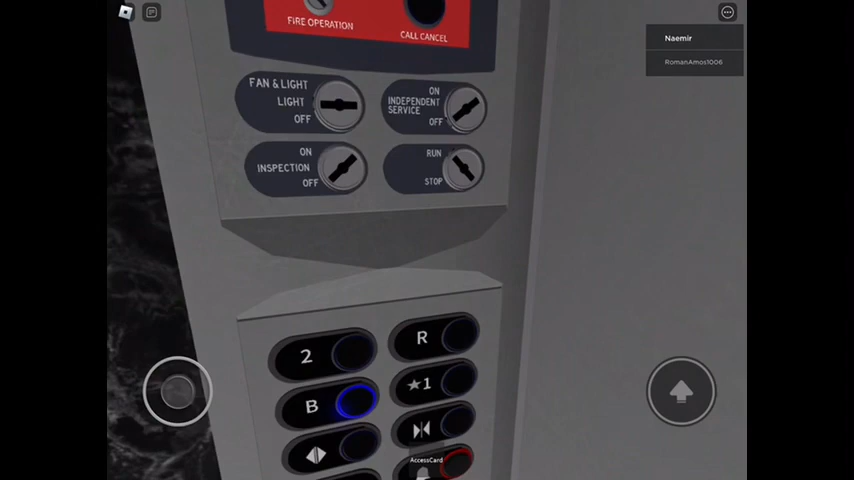 FIRE OPERATION
CALL CANCEL
Naemir
RomanAmos1006
FAN & LIGHT
LIGHT
OFF
ON
INDEPENDENT
SERVICE
OFF
ON
INSPECTION
OFF
RUN
STOP
2
R
B
★1
AccessCard